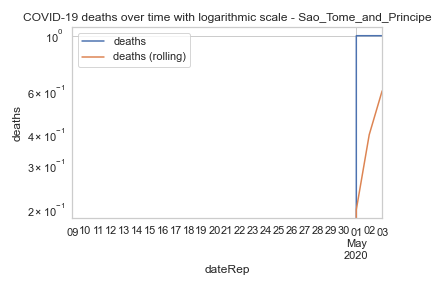 COVID-19 deaths over time with logarithmic scale - Sao_Tome_and_Principe
deaths
deaths (rolling)
10⁰
6 × 10⁻¹
4 × 10⁻¹
3 × 10⁻¹
2 × 10⁻¹
deaths
09 10 11 12 13 14 15 16 17 18 19 20 21 22 23 24 25 26 27 28 29 30 01 02 03
May
2020
dateRep